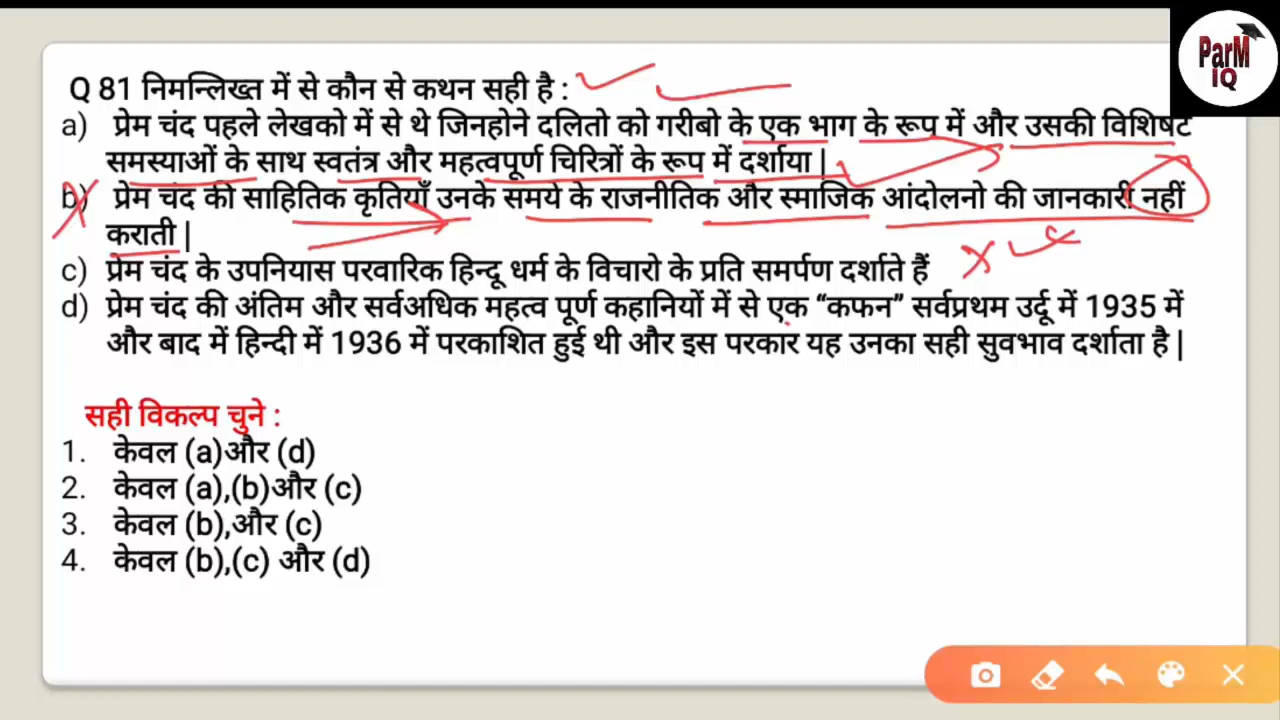 ParM
IQ
Q 81 निमन्लिख्त में से कौन से कथन सही है :
a) प्रेम चंद पहले लेखको में से थे जिनहोने दलितो को गरीबो के एक भाग के रूप में और उसकी विशिषट
समस्याओं के साथ स्वतंत्र और महत्वपूर्ण चिरित्रों के रूप में दर्शाया |
b) प्रेम चंद की साहितिक कृतियाँ उनके समये के राजनीतिक और स्माजिक आंदोलनो की जानकारी नहीं
कराती |
c) प्रेम चंद के उपनियास परवारिक हिन्दू धर्म के विचारो के प्रति समर्पण दर्शाते हैं
d) प्रेम चंद की अंतिम और सर्वअधिक महत्व पूर्ण कहानियों में से एक “कफन” सर्वप्रथम उर्दू में 1935 में
और बाद में हिन्दी में 1936 में परकाशित हुई थी और इस परकार यह उनका सही सुवभाव दर्शाता है |
सही विकल्प चुने :
1. केवल (a)और (d)
2. केवल (a),(b)और (c)
3. केवल (b),और (c)
4. केवल (b),(c) और (d)